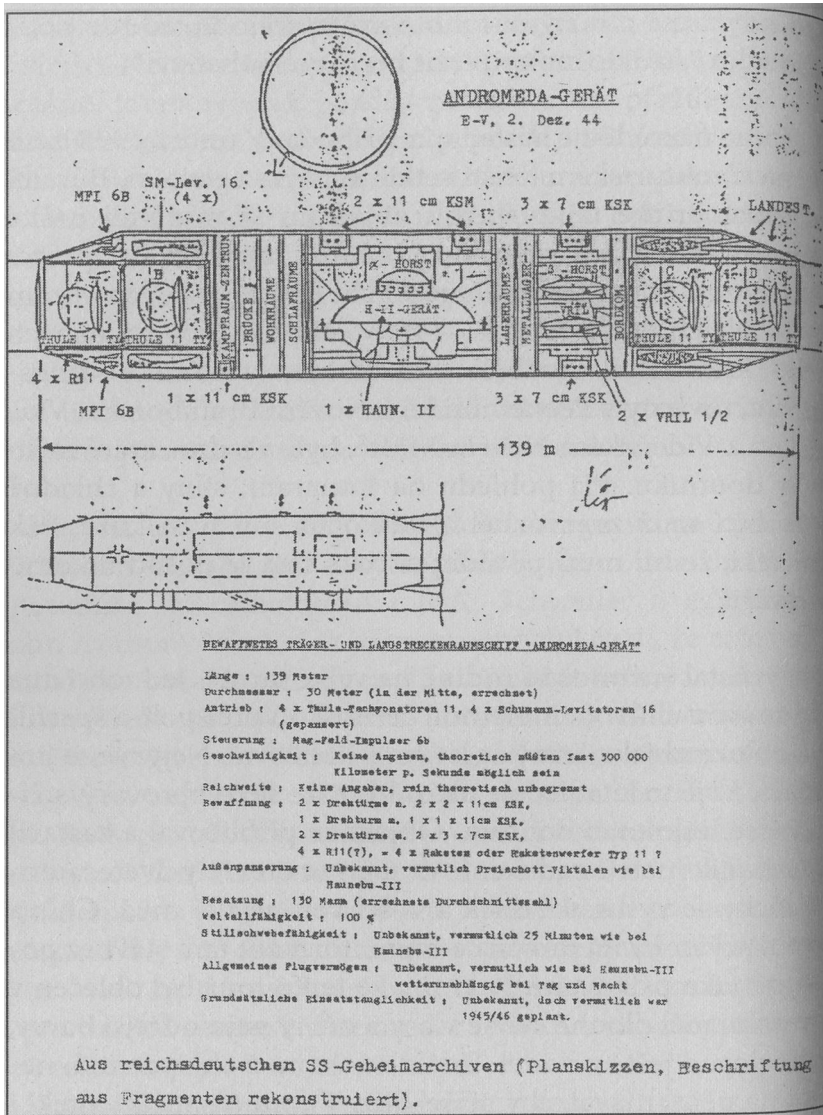 ANDROMEDA-GERÄT
E-V, 2. Dez. 44
MFI 6B
SM-Lev. 16
(4 x)
2 x 11 cm KSM
3 x 7 cm KSK
LANDEST.
A
B
KAMPFRAUM-ZENTRUM
BRÜCKE
WOHNRÄUME
SCHLAFRÄUME
α - HORST
H-II-GERÄT
LAGERRÄUME
METALLLAGER
β - HORST
VRIL
BORDKOM.
C
D
THULE 11 TY
THULE 11 TY
THULE 11 TY
THULE 11 TY
4 x R11
MFI 6B
1 x 11 cm KSK
1 x HAUN. II
3 x 7 cm KSK
2 x VRIL 1/2
139 m
BEWAFFNETES TRÄGER- UND LANGSTRECKENRAUMSCHIFF "ANDROMEDA-GERÄT"
Länge : 139 Meter
Durchmesser : 30 Meter (in der Mitte, errechnet)
Antrieb : 4 x Thule-Tachyonatoren 11, 4 x Schumann-Levitatoren 16
(gepanzert)
Steuerung : Mag-Feld-Impulser 6b
Geschwindigkeit : Keine Angaben, theoretisch müßten fast 300 000
Kilometer p. Sekunde möglich sein
Reichweite : Keine Angaben, rein theoretisch unbegrenzt
Bewaffnung : 2 x Drehtürme m. 2 x 2 x 11cm KSK,
1 x Drehturm m. 1 x 1 x 11cm KSK,
2 x Drehtürme m. 2 x 3 x 7cm KSK,
4 x R11(?), = 4 x Raketen oder Raketenwerfer Typ 11 ?
Außenpanzerung : Unbekannt, vermutlich Dreischott-Viktalen wie bei
Haunebu-III
Besatzung : 130 Mann (errechnete Durchschnittszahl)
Weltallfähigkeit : 100 %
Stillschwebefähigkeit : Unbekannt, vermutlich 25 Minuten wie bei
Haunebu-III
Allgemeines Flugvermögen : Unbekannt, vermutlich wie bei Haunebu-III
wetterunabhängig bei Tag und Nacht
Grundsätzliche Einsatztauglichkeit : Unbekannt, doch vermutlich war
1945/46 geplant.
Aus reichsdeutschen SS-Geheimarchiven (Planskizzen, Beschriftung
aus Fragmenten rekonstruiert).